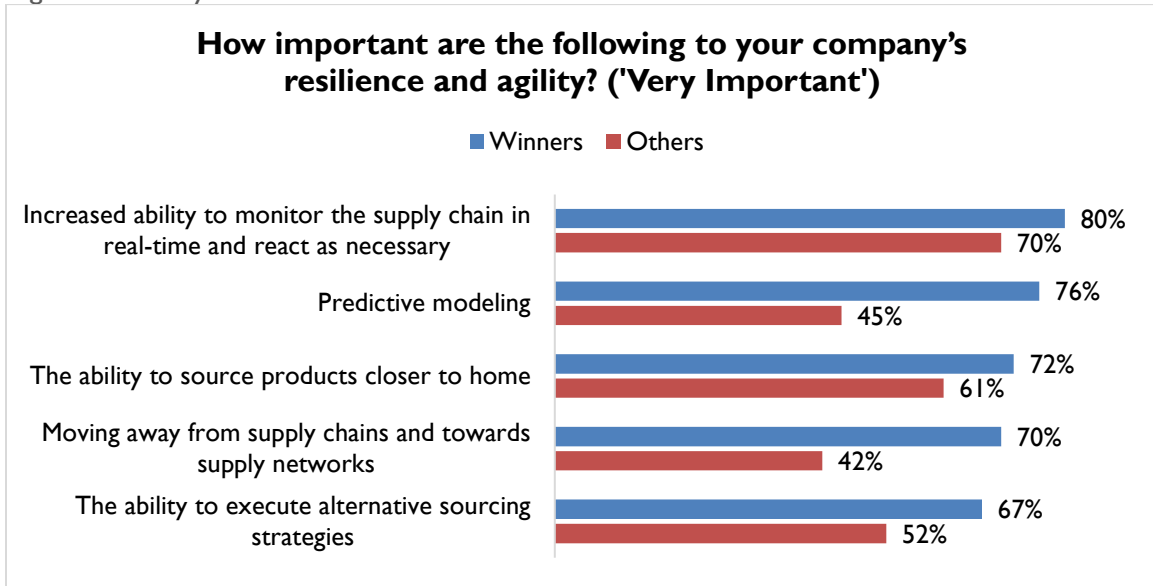 How important are the following to your company’s
resilience and agility? ('Very Important')
Winners Others
Increased ability to monitor the supply chain in
real-time and react as necessary
80%
70%
Predictive modeling
76%
45%
The ability to source products closer to home
72%
61%
Moving away from supply chains and towards
supply networks
70%
42%
The ability to execute alternative sourcing
strategies
67%
52%